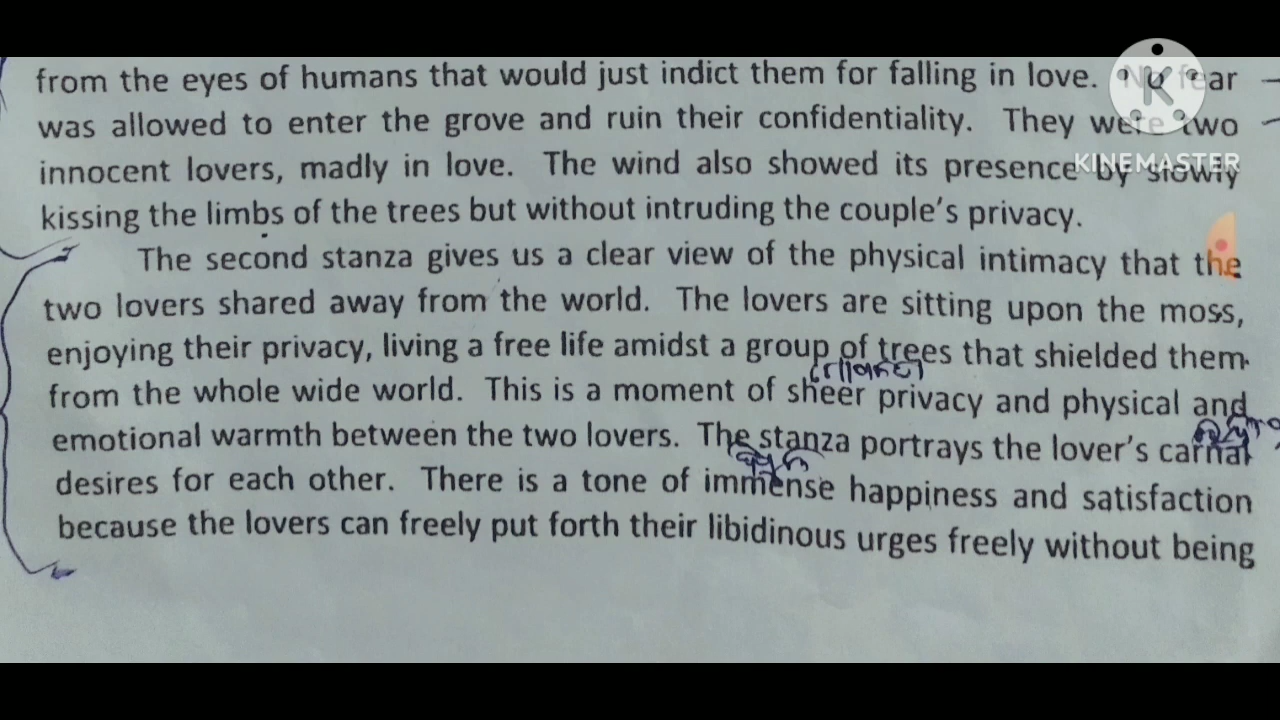 from the eyes of humans that would just indict them for falling in love. No fear
was allowed to enter the grove and ruin their confidentiality. They were two
innocent lovers, madly in love. The wind also showed its presence by slowly
KINEMASTER
kissing the limbs of the trees but without intruding the couple's privacy.
The second stanza gives us a clear view of the physical intimacy that the
two lovers shared away from the world. The lovers are sitting upon the moss,
enjoying their privacy, living a free life amidst a group of trees that shielded them
from the whole wide world. This is a moment of sheer privacy and physical and
emotional warmth between the two lovers. The stanza portrays the lover's carnal
desires for each other. There is a tone of immense happiness and satisfaction
because the lovers can freely put forth their libidinous urges freely without being